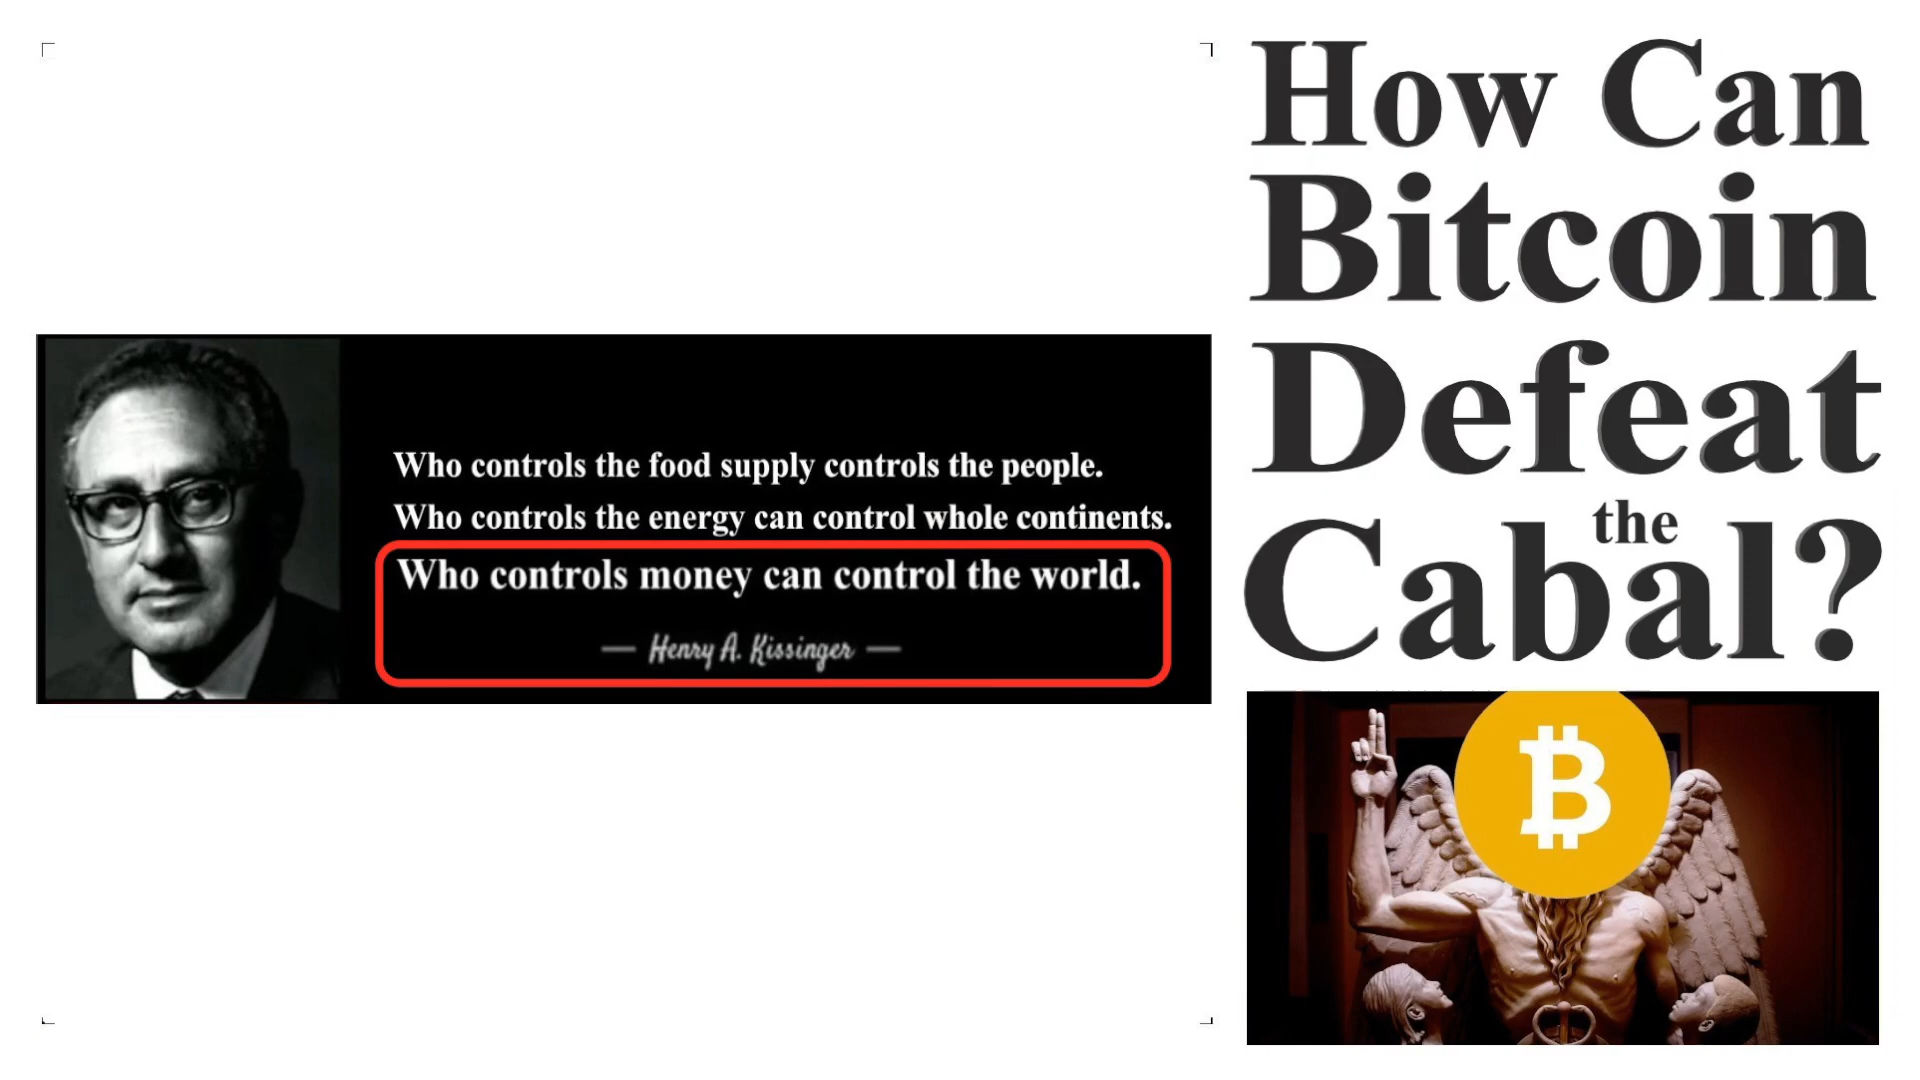 Who controls the food supply controls the people.
Who controls the energy can control whole continents.
Who controls money can control the world.
— Henry A. Kissinger —
How Can
Bitcoin
Defeat
the
Cabal?
₿